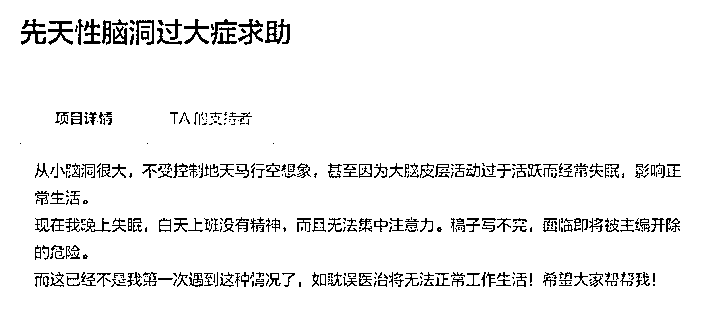 先天性脑洞过大症求助
项目详情 TA 的支持者
从小脑洞很大，不受控制地天马行空想象，甚至因为大脑皮层活动过于活跃而经常失眠，影响正
常生活。
现在我晚上失眠，白天上班没有精神，而且无法集中注意力。稿子写不完，面临即将被主编开除
的危险。
而这已经不是我第一次遇到这种情况了，如耽误医治将无法正常工作生活！希望大家帮帮我！